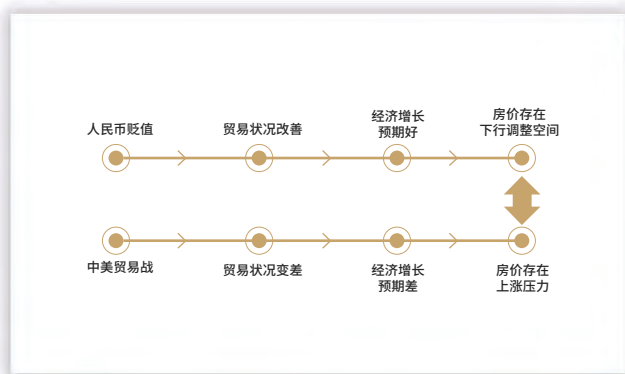 人民币贬值
贸易状况改善
经济增长
预期好
房价存在
下行调整空间
中美贸易战
贸易状况变差
经济增长
预期差
房价存在
上涨压力